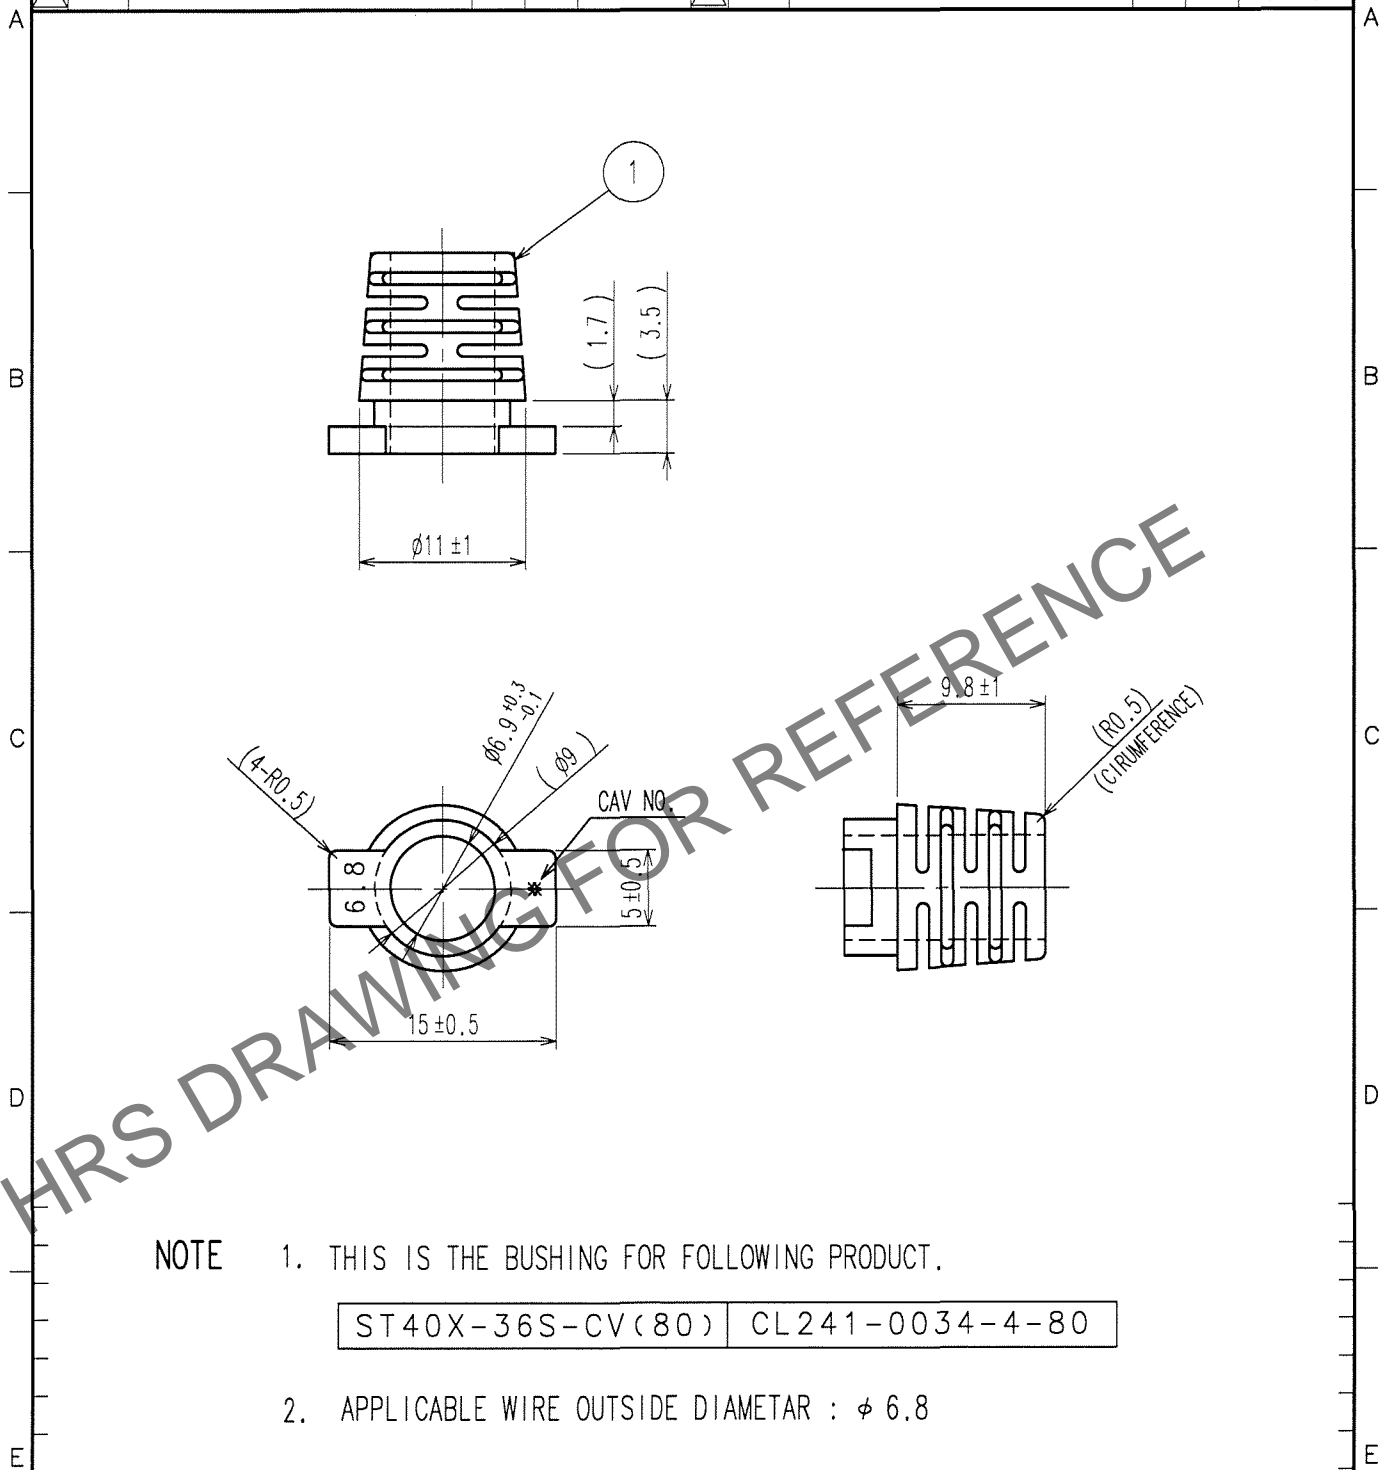 A
A
1
(1.7)
(3.5)
B
B
ø11±1
C
C
ø6.9 +0.3 -0.1
(ø9)
(4-R0.5)
CAV NO.
6.8
*
5±0.5
15±0.5
9.8±1
(R0.5)
(CIRUMFERENCE)
HRS DRAWING FOR REFERENCE
D
D
NOTE 1. THIS IS THE BUSHING FOR FOLLOWING PRODUCT.
ST40X-36S-CV(80) CL241-0034-4-80
2. APPLICABLE WIRE OUTSIDE DIAMETAR : φ 6.8
E
E